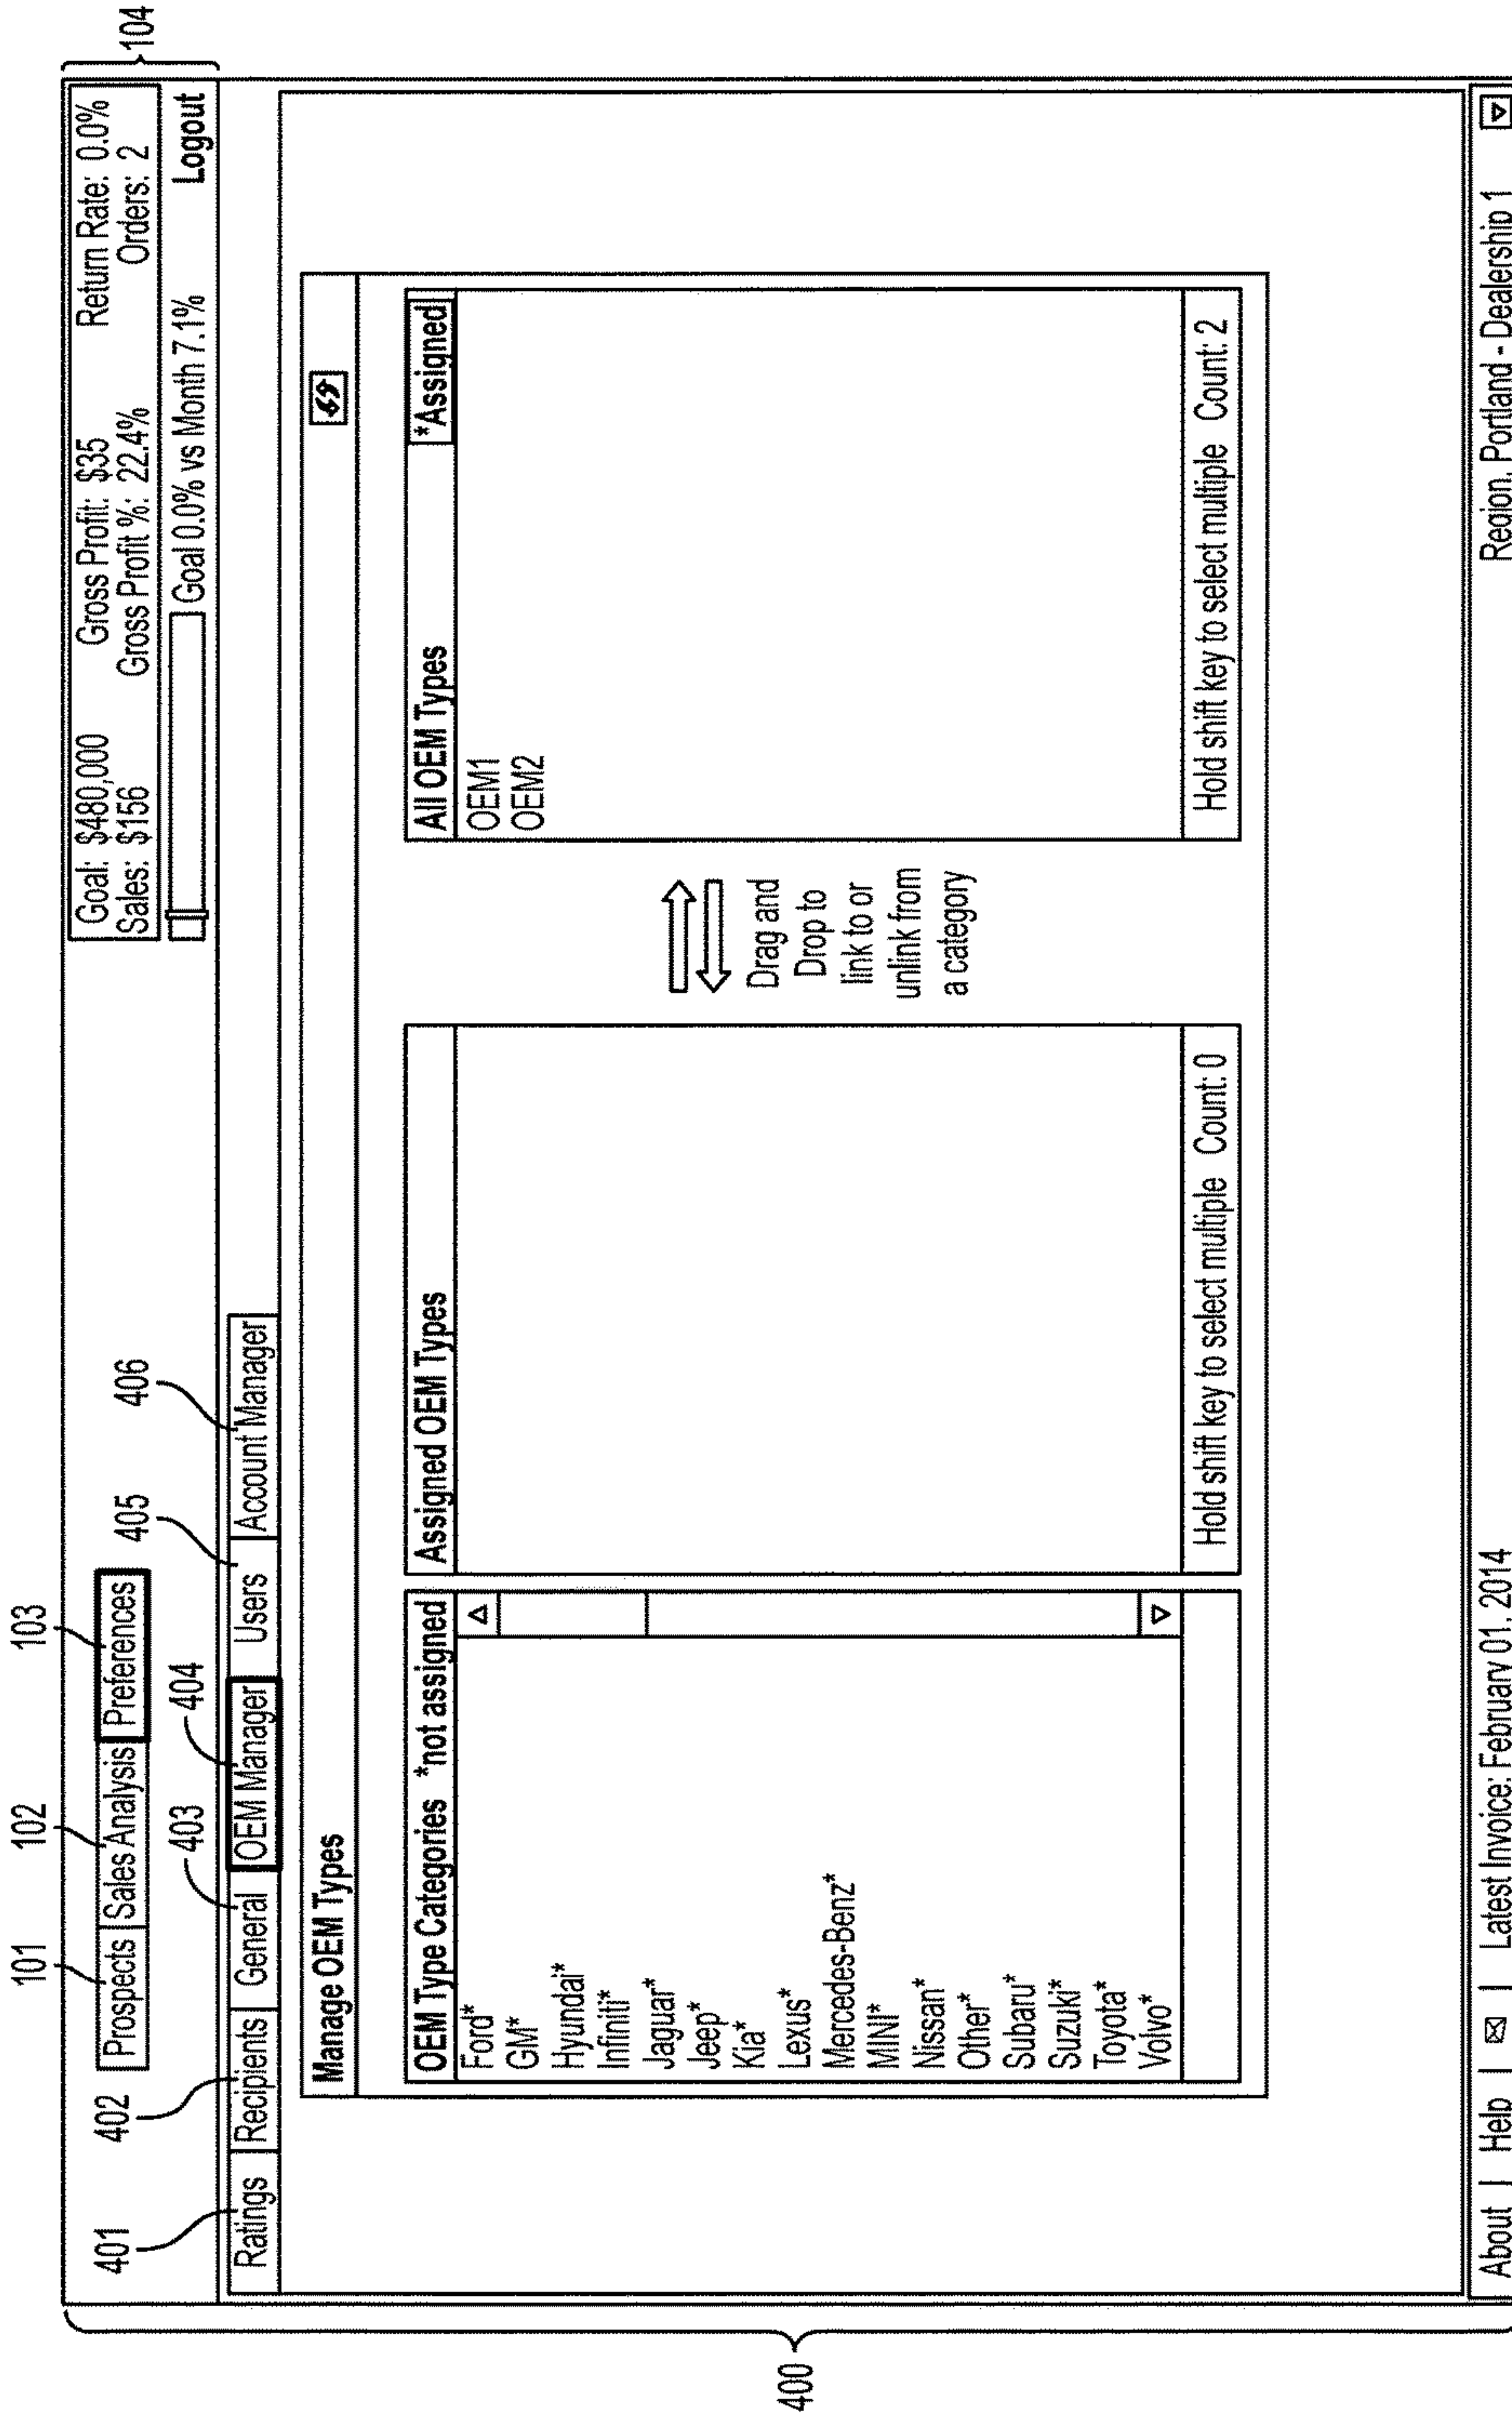 101
102
103
104
Prospects
Sales Analysis
Preferences
Goal: $480,000
Gross Profit: $35
Return Rate: 0.0%
Sales: $156
Gross Profit %: 22.4%
Orders: 2
Goal 0.0% vs Month 7.1%
Logout
401
402
403
404
405
406
Ratings
Recipients
General
OEM Manager
Users
Account Manager
Manage OEM Types
OEM Type Categories *not assigned
Ford*
GM*
Hyundai*
Infiniti*
Jaguar*
Jeep*
Kia*
Lexus*
Mercedes-Benz*
MINI*
Nissan*
Other*
Subaru*
Suzuki*
Toyota*
Volvo*
Assigned OEM Types
Hold shift key to select multiple Count: 0
Drag and
Drop to
link to or
unlink from
a category
All OEM Types
*Assigned
OEM1
OEM2
Hold shift key to select multiple Count: 2
400
About | Help | | Latest Invoice: February 01, 2014
Region, Portland - Dealership 1